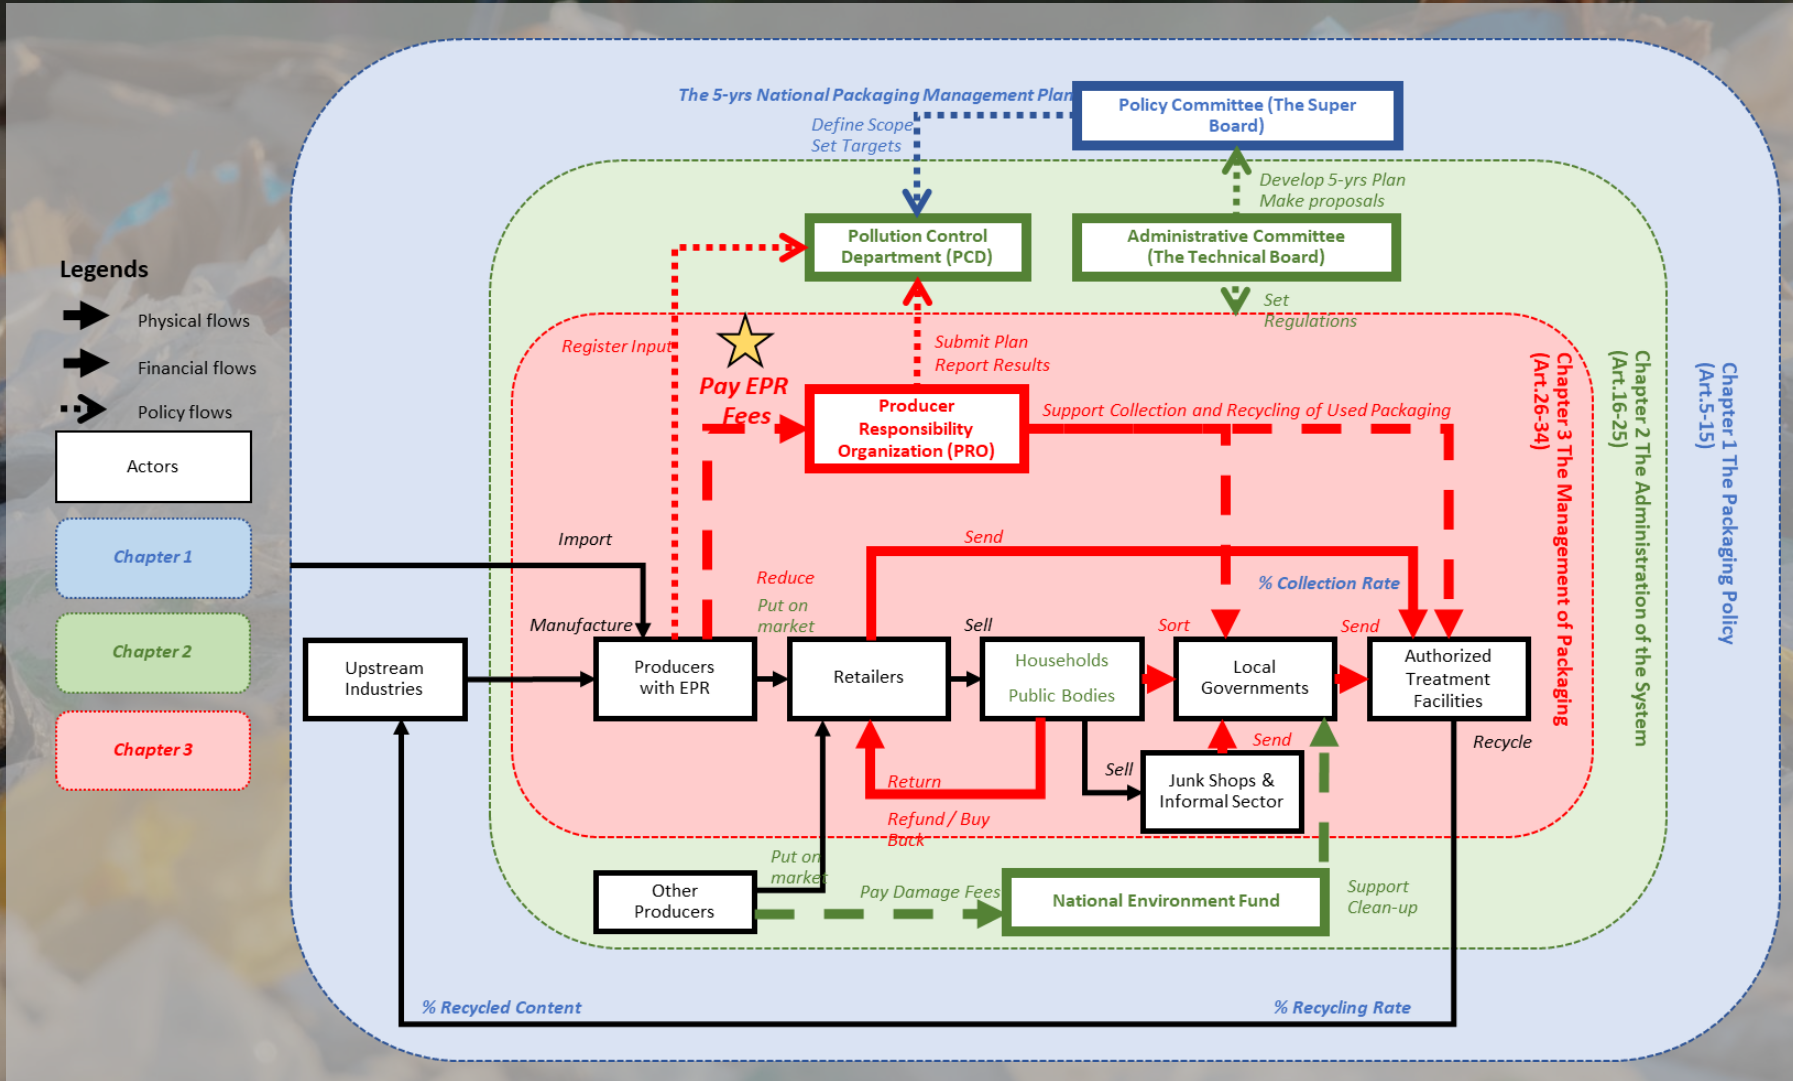 The 5-yrs National Packaging Management Plan
Policy Committee (The Super
Board)
Define Scope
Set Targets
Develop 5-yrs Plan
Make proposals
Pollution Control
Department (PCD)
Administrative Committee
(The Technical Board)
Set
Regulations
Legends
Physical flows
Financial flows
Policy flows
Actors
Chapter 1
Chapter 2
Chapter 3
Register Input
Pay EPR
Fees
Submit Plan
Report Results
Producer
Responsibility
Organization (PRO)
Support Collection and Recycling of Used Packaging
Chapter 3 The Management of Packaging
(Art.26-34)
Chapter 2 The Administration of the System
(Art.16-25)
Chapter 1 The Packaging Policy
(Art.5-15)
Import
Send
Reduce
Put on
market
% Collection Rate
Manufacture
Sell
Sort
Send
Upstream
Industries
Producers
with EPR
Retailers
Households
Public Bodies
Local
Governments
Authorized
Treatment
Facilities
Return
Refund / Buy
Back
Sell
Send
Recycle
Junk Shops &
Informal Sector
Put on
market
Other
Producers
Pay Damage Fees
National Environment Fund
Support
Clean-up
% Recycled Content
% Recycling Rate